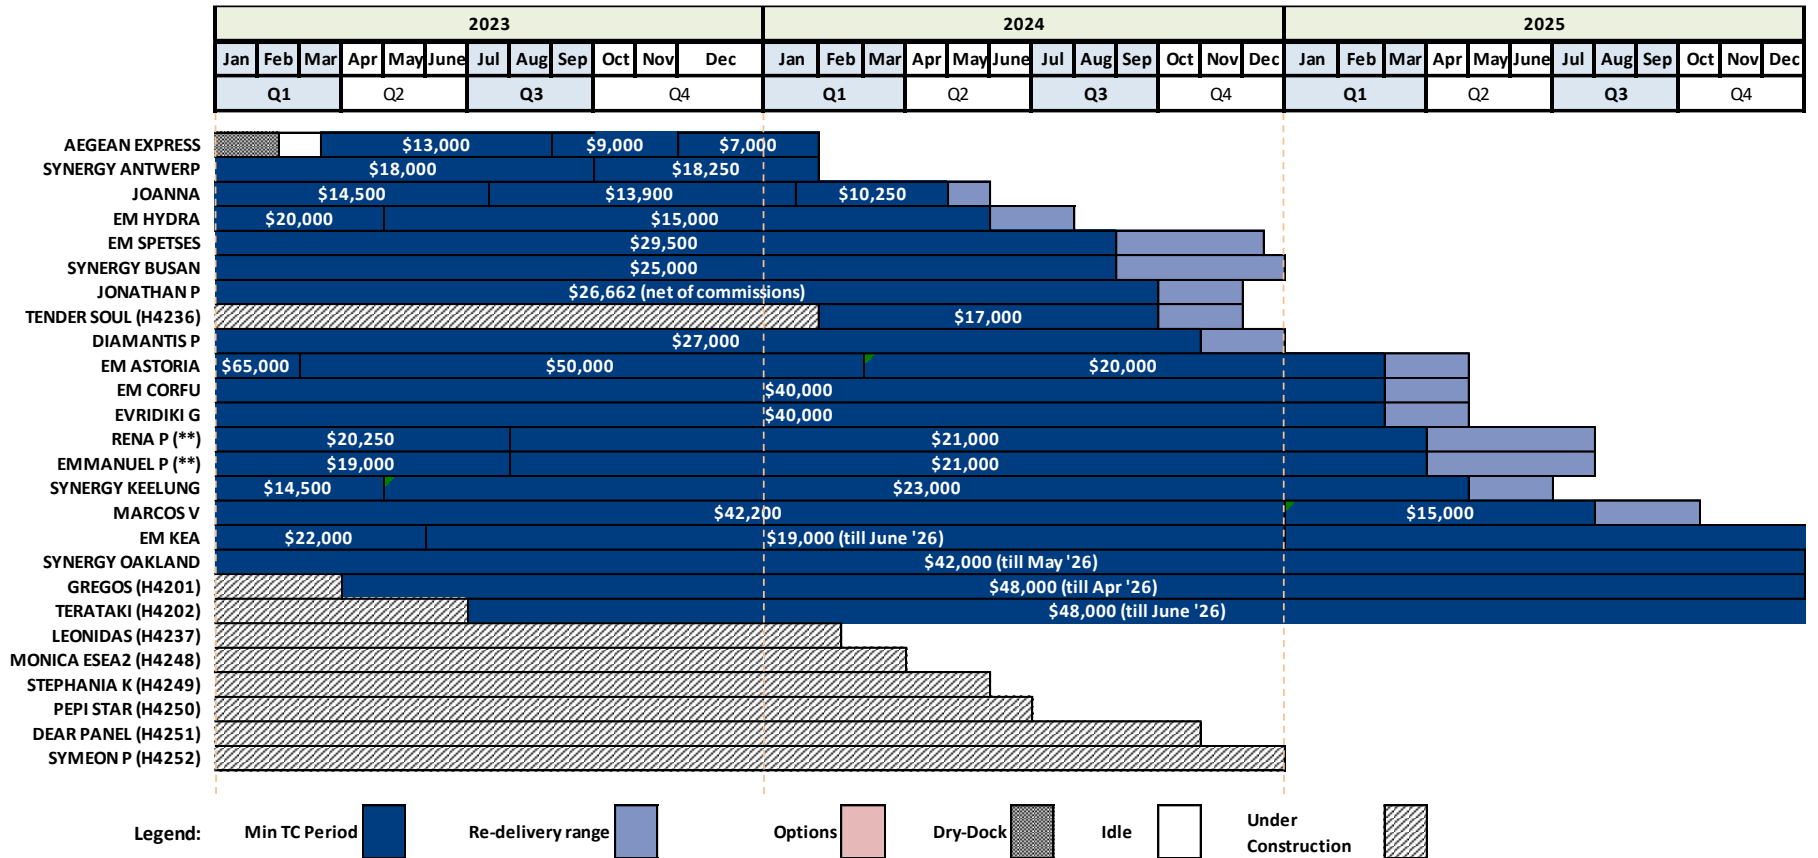 2023 2024 2025
Jan Feb Mar Apr May June Jul Aug Sep Oct Nov Dec Jan Feb Mar Apr May June Jul Aug Sep Oct Nov Dec Jan Feb Mar Apr May June Jul Aug Sep Oct Nov Dec
Q1 Q2 Q3 Q4 Q1 Q2 Q3 Q4 Q1 Q2 Q3 Q4
AEGEAN EXPRESS $13,000 $9,000 $7,000
SYNERGY ANTWERP $18,000 $18,250
JOANNA $14,500 $13,900 $10,250
EM HYDRA $20,000 $15,000
EM SPETSES $29,500
SYNERGY BUSAN $25,000
JONATHAN P $26,662 (net of commissions)
TENDER SOUL (H4236) $17,000
DIAMANTIS P $27,000
EM ASTORIA $65,000 $50,000 $20,000
EM CORFU $40,000
EVRIDIKI G $40,000
RENA P (**) $20,250 $21,000
EMMANUEL P (**) $19,000 $21,000
SYNERGY KEELUNG $14,500 $23,000
MARCOS V $42,200 $15,000
EM KEA $22,000 $19,000 (till June '26)
SYNERGY OAKLAND $42,000 (till May '26)
GREGOS (H4201) $48,000 (till Apr '26)
TERATAKI (H4202) $48,000 (till June '26)
LEONIDAS (H4237)
MONICA ESEA2 (H4248)
STEPHANIA K (H4249)
PEPI STAR (H4250)
DEAR PANEL (H4251)
SYMEON P (H4252)
Legend: Min TC Period Re-delivery range Options Dry-Dock Idle Under
Construction